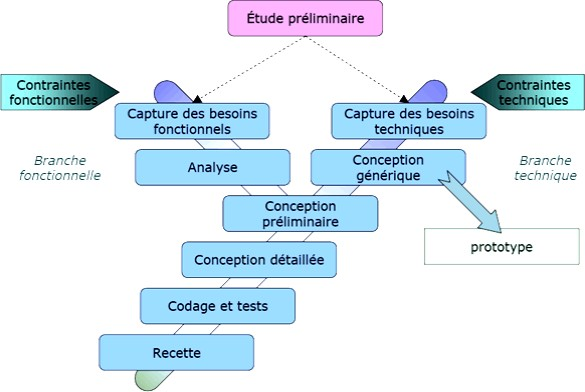 Étude préliminaire
Contraintes
fonctionnelles
Contraintes
techniques
Capture des besoins
fonctionnels
Capture des besoins
techniques
Branche
fonctionnelle
Analyse
Conception
générique
Branche
technique
Conception
préliminaire
prototype
Conception détaillée
Codage et tests
Recette